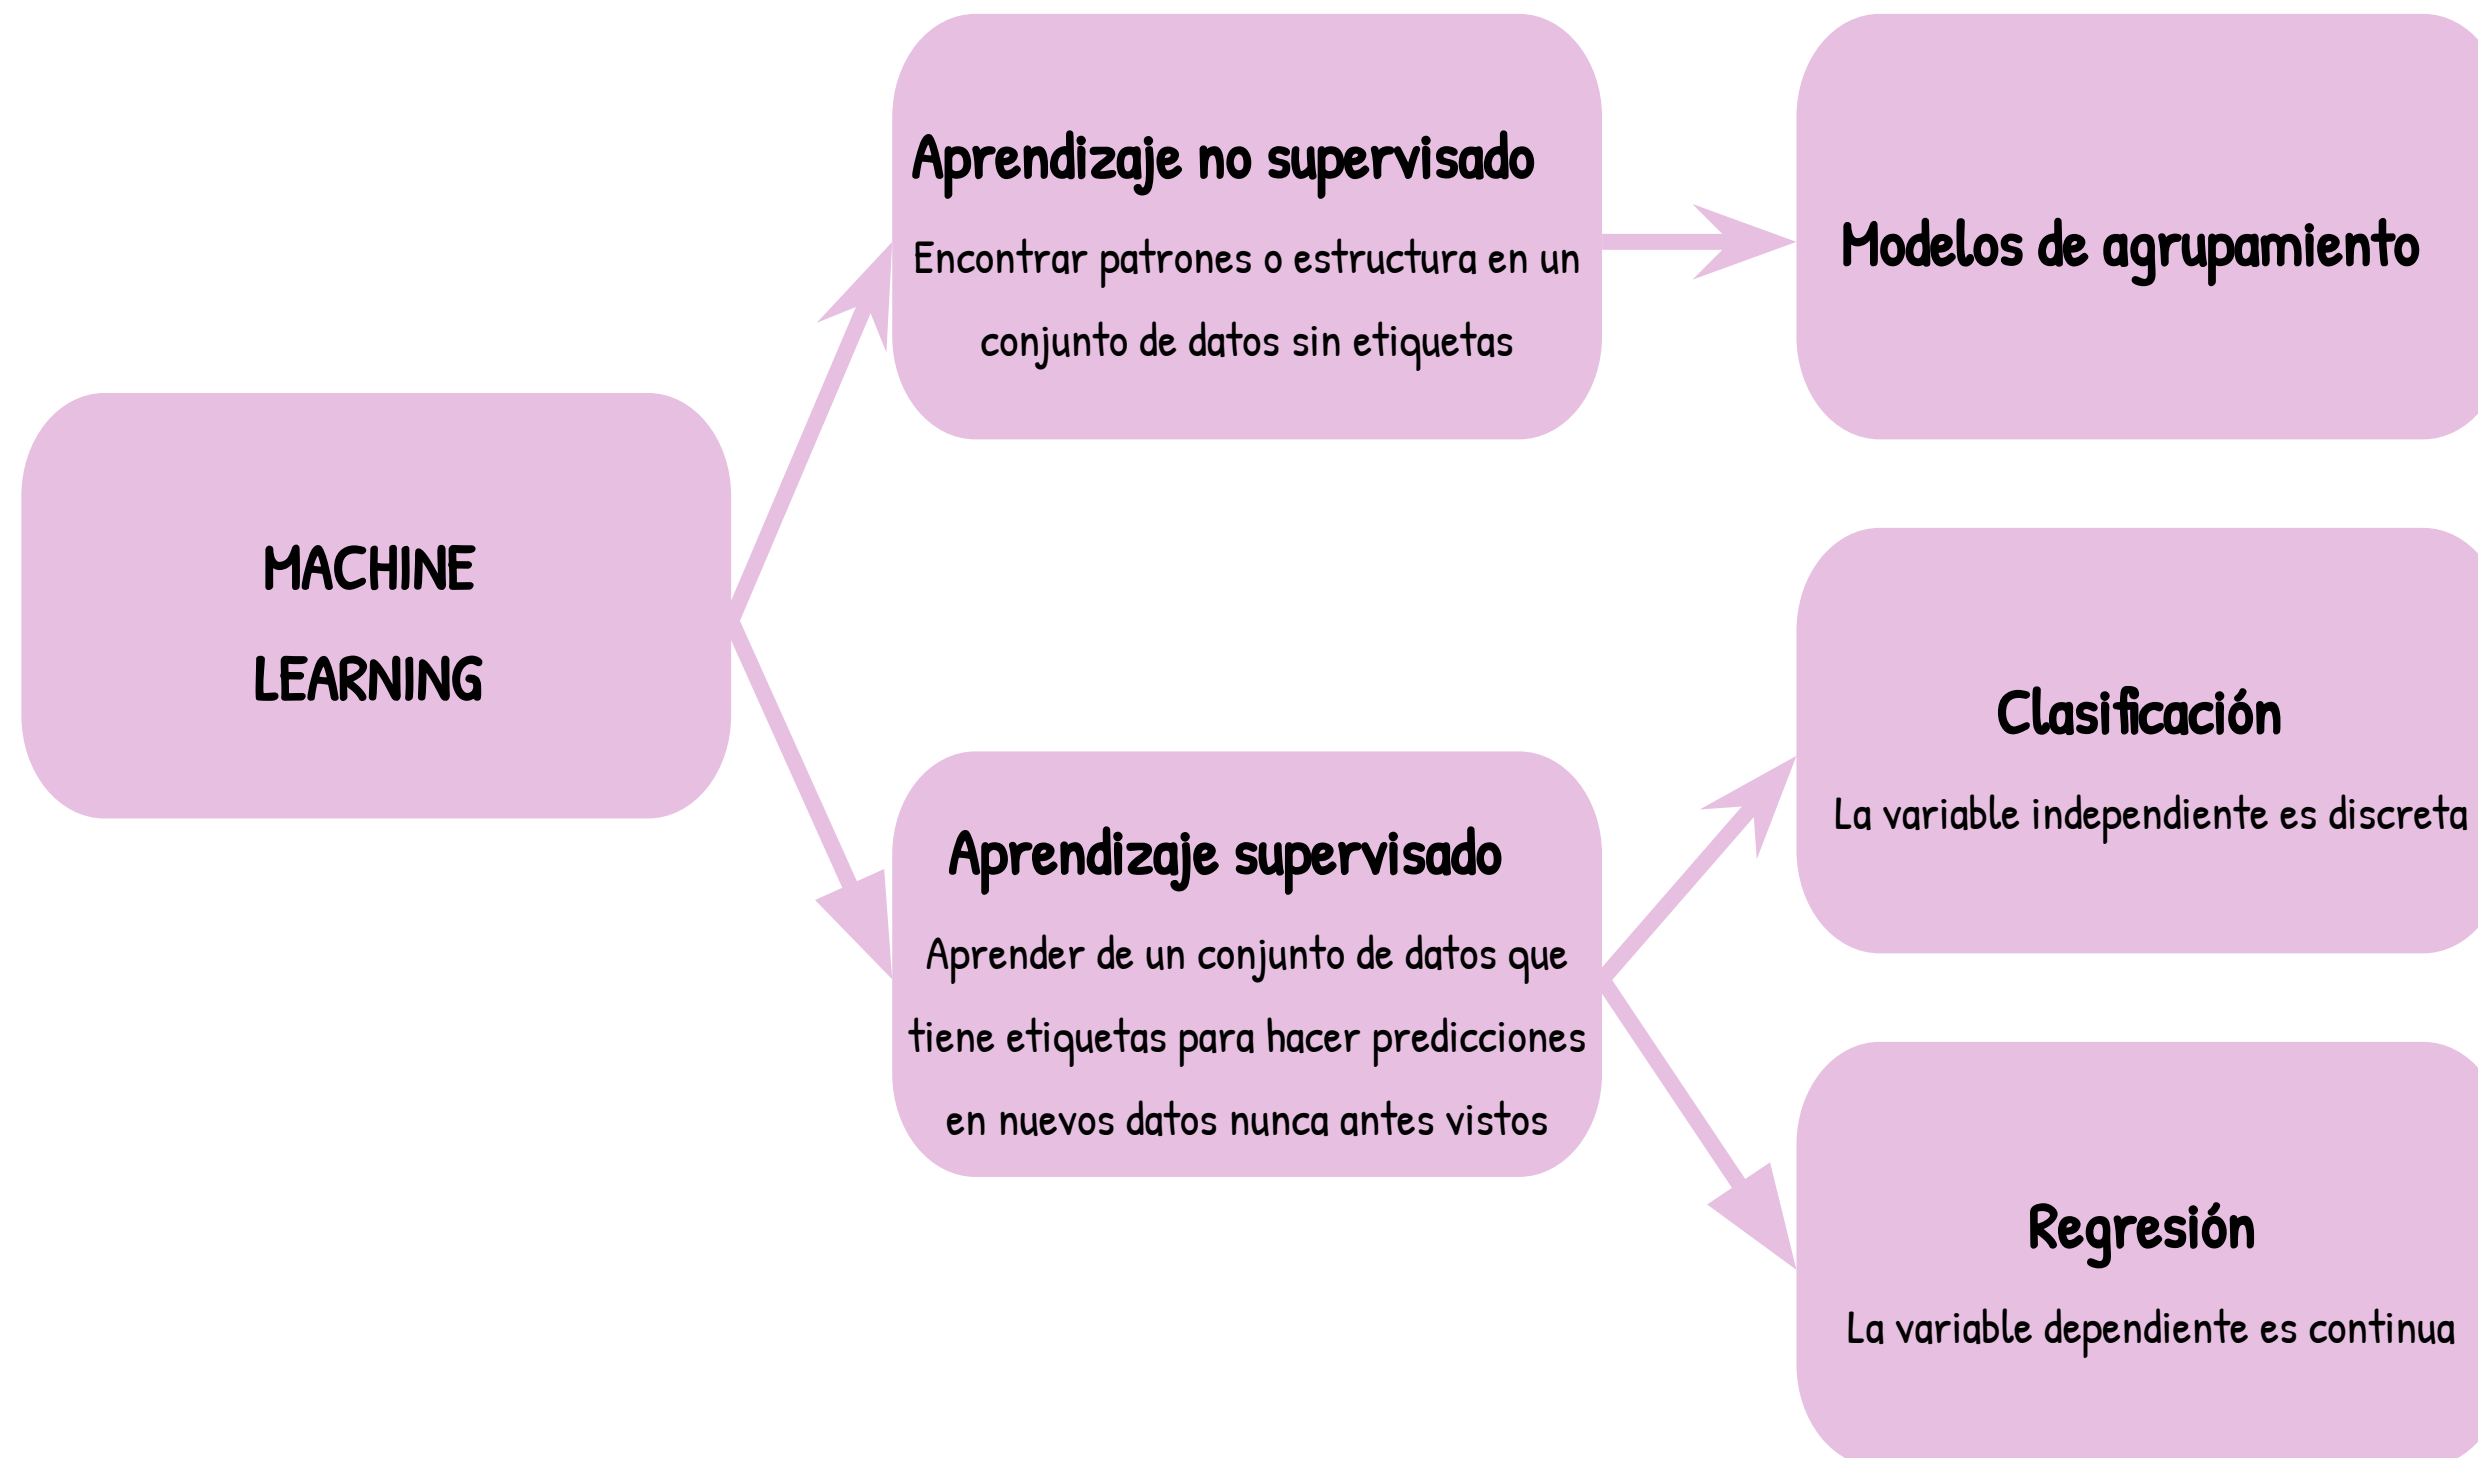 MACHINE
LEARNING
Aprendizaje no supervisado
Encontrar patrones o estructura en un
conjunto de datos sin etiquetas
Modelos de agrupamiento
Aprendizaje supervisado
Aprender de un conjunto de datos que
tiene etiquetas para hacer predicciones
en nuevos datos nunca antes vistos
Clasificación
La variable independiente es discreta
Regresión
La variable dependiente es continua